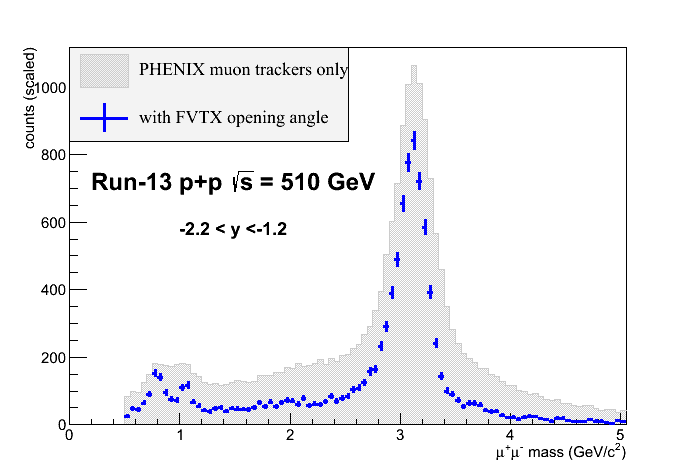 counts (scaled)
PHENIX muon trackers only
with FVTX opening angle
Run-13 p+p √s = 510 GeV
-2.2 < y <-1.2
1000
800
600
400
200
0
0 1 2 3 4 5
μ⁺μ⁻ mass (GeV/c²)